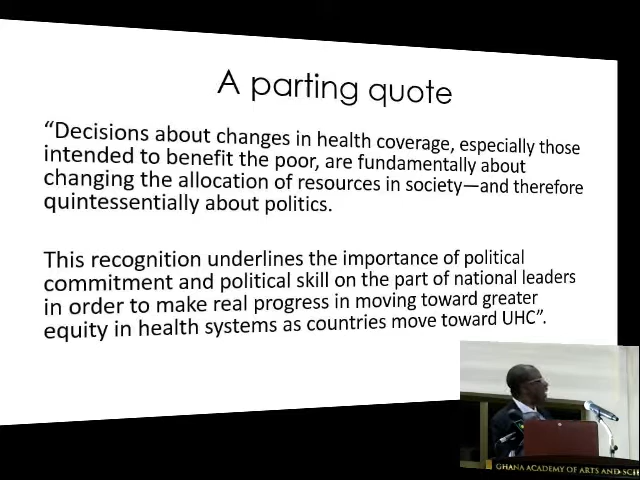 A parting quote
“Decisions about changes in health coverage, especially those
intended to benefit the poor, are fundamentally about
changing the allocation of resources in society—and therefore
quintessentially about politics.
This recognition underlines the importance of political
commitment and political skill on the part of national leaders
in order to make real progress in moving toward greater
equity in health systems as countries move toward UHC”.
GHANA ACADEMY OF ARTS AND SCIE